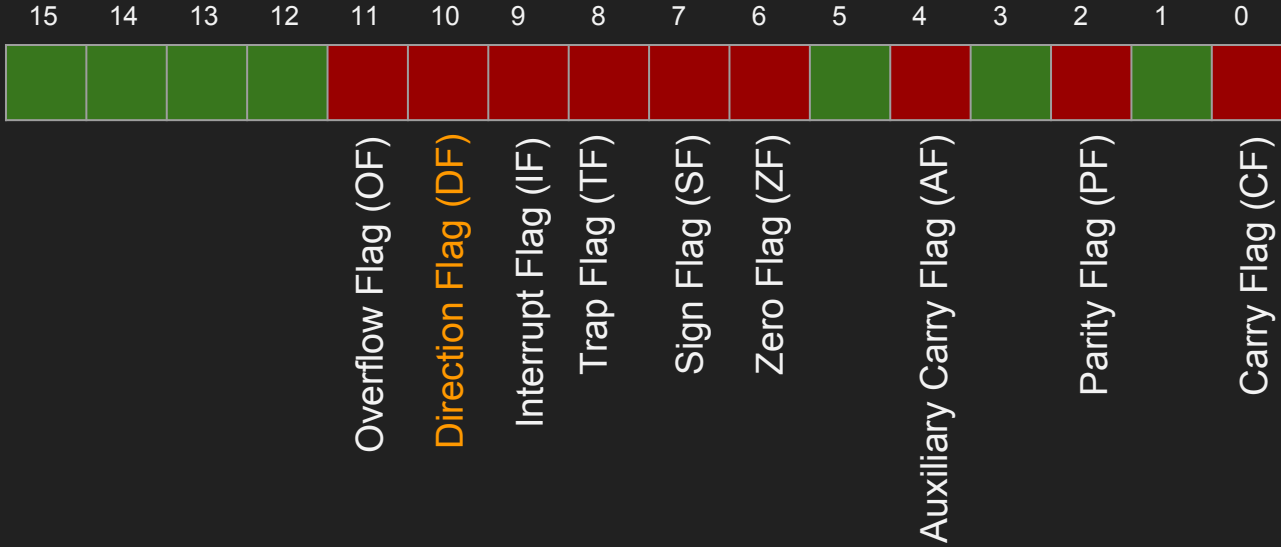 15 14 13 12 11 10 9 8 7 6 5 4 3 2 1 0
Overflow Flag (OF)
Direction Flag (DF)
Interrupt Flag (IF)
Trap Flag (TF)
Sign Flag (SF)
Zero Flag (ZF)
Auxiliary Carry Flag (AF)
Parity Flag (PF)
Carry Flag (CF)